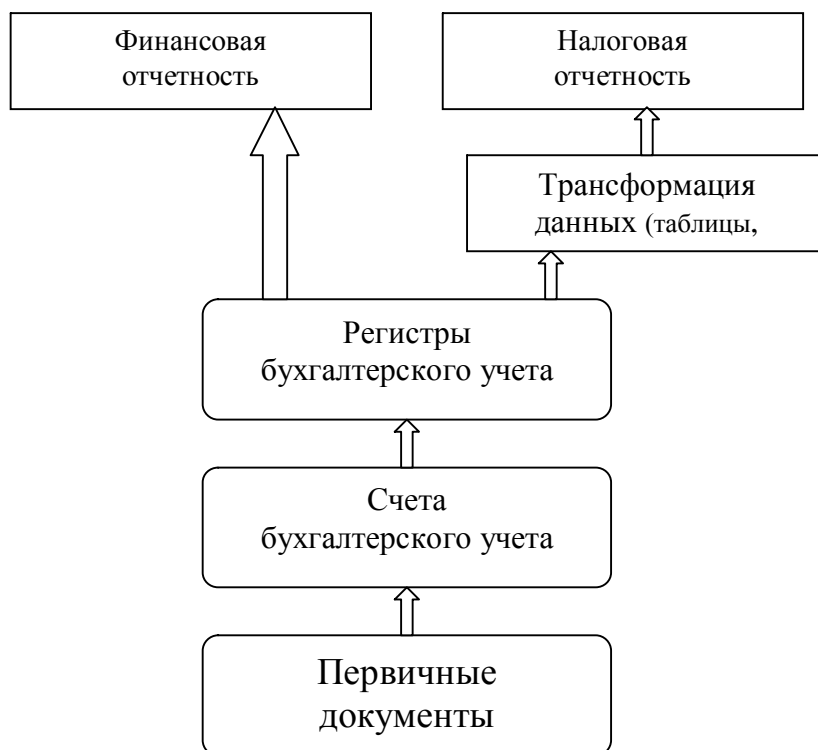 Финансовая
отчетность
Налоговая
отчетность
Трансформация
данных (таблицы,
Регистры
бухгалтерского учета
Счета
бухгалтерского учета
Первичные
документы